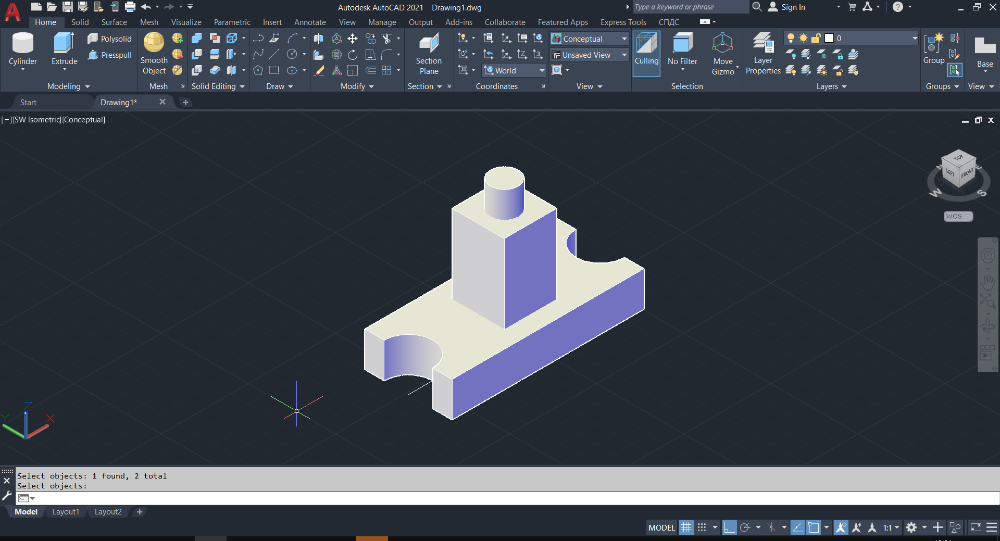 Autodesk AutoCAD 2021 Drawing1.dwg
Type a keyword or phrase
Sign In
Home Solid Surface Mesh Visualize Parametric Insert Annotate View Manage Output Add-ins Collaborate Featured Apps Express Tools СПДС
Cylinder
Extrude
Polysolid
Presspull
Modeling
Smooth
Object
Mesh
Solid Editing
Draw
Modify
Section
Plane
Section
World
Coordinates
Conceptual
Unsaved View
View
Culling
No Filter
Move
Gizmo
Selection
Layer
Properties
0
Layers
Group
Groups
Base
View
Start
Drawing1*
[−][SW Isometric][Conceptual]
TOP
LEFT
FRONT
N
E
W
S
WCS
Z
Y
X
Select objects: 1 found, 2 total
Select objects:
Model Layout1 Layout2
MODEL
1:1